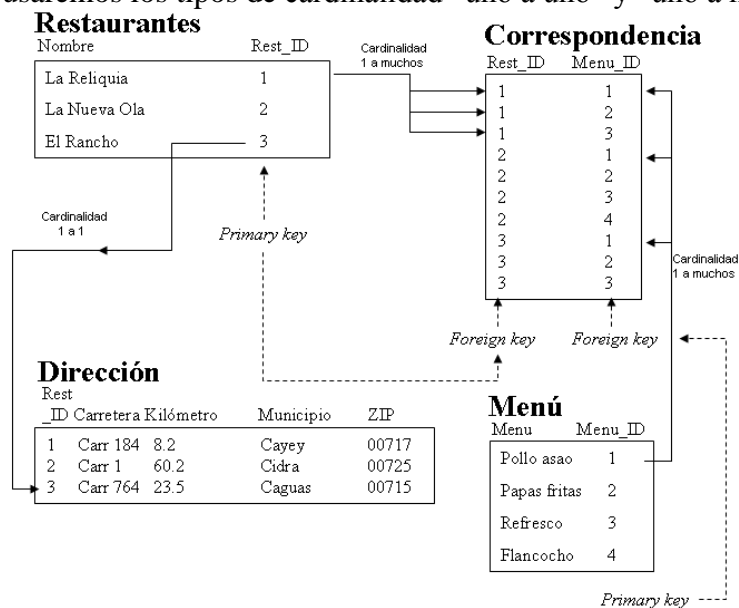 usaremos los tipos de cardinalidad "uno a uno" y "uno a
Restaurantes
Nombre Rest_ID
La Reliquia 1
La Nueva Ola 2
El Rancho 3
Cardinalidad
1 a muchos
Correspondencia
Rest_ID Menu_ID
1 1
1 2
1 3
2 1
2 2
2 3
2 4
3 1
3 2
3 3
Cardinalidad
1 a 1
Primary key
Cardinalidad
1 a muchos
Foreign key Foreign key
Dirección
Rest
_ID Carretera Kilómetro Municipio ZIP
1 Carr 184 8.2 Cayey 00717
2 Carr 1 60.2 Cidra 00725
3 Carr 764 23.5 Caguas 00715
Menú
Menu Menu_ID
Pollo asao 1
Papas fritas 2
Refresco 3
Flancocho 4
Primary key